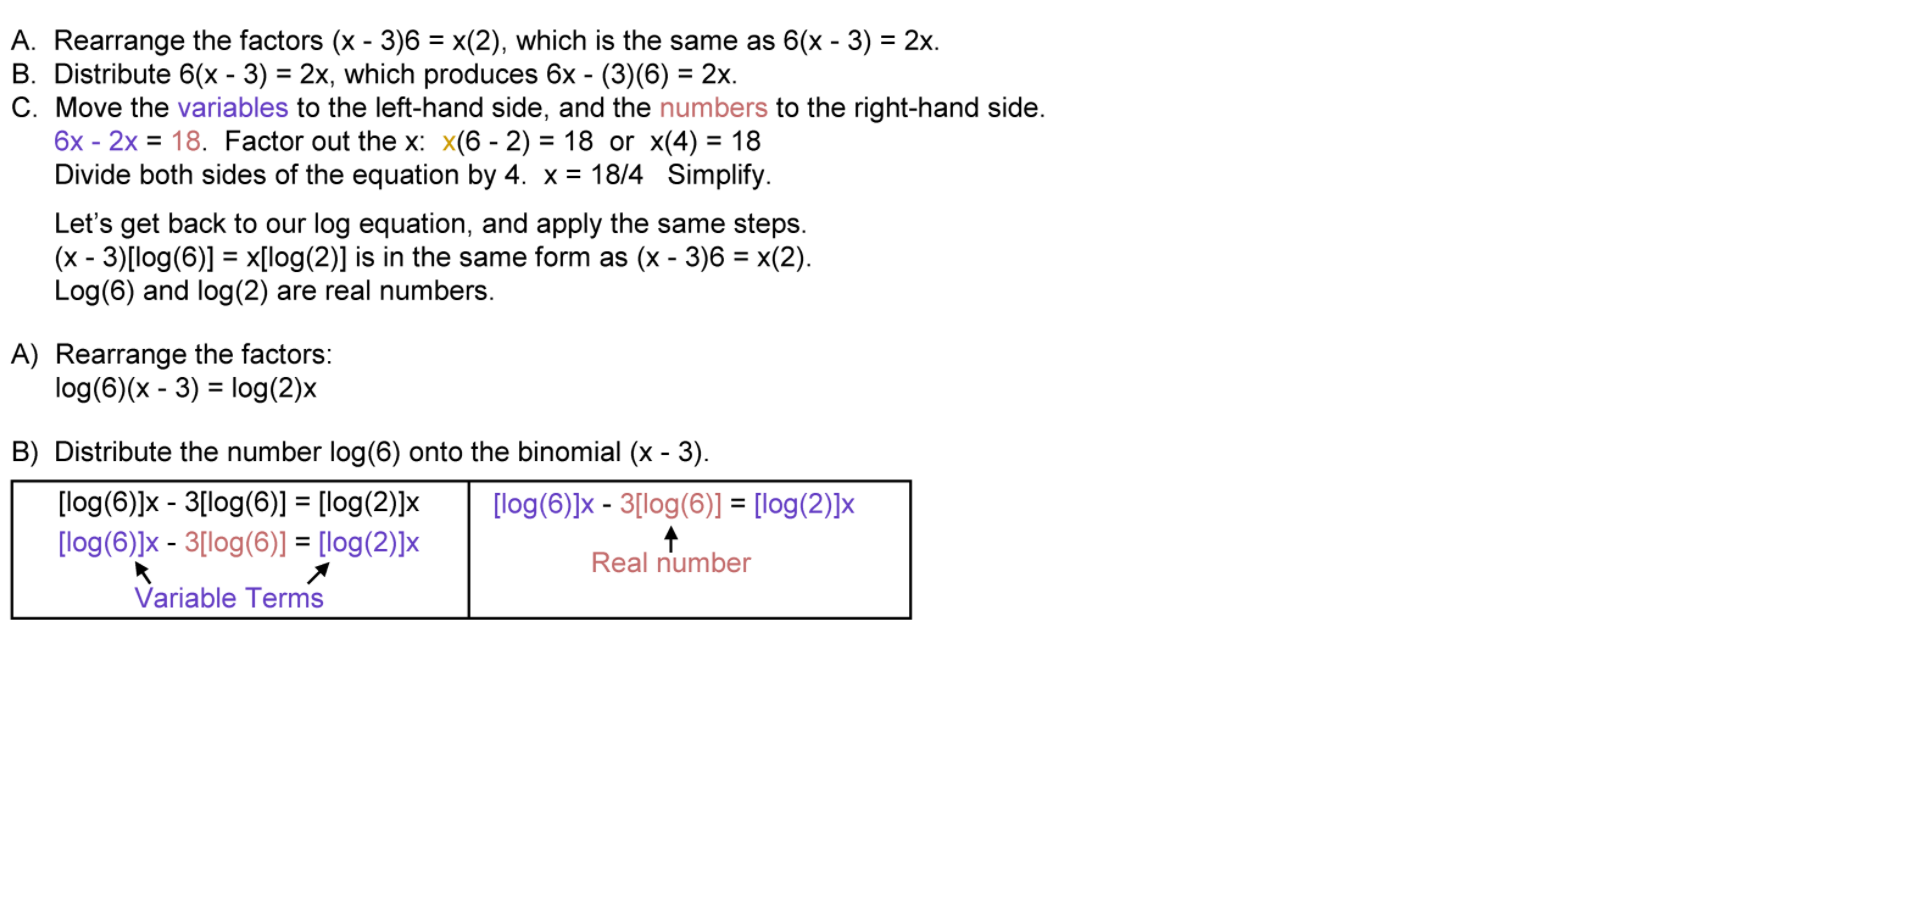 A. Rearrange the factors (x - 3)6 = x(2), which is the same as 6(x - 3) = 2x.
B. Distribute 6(x - 3) = 2x, which produces 6x - (3)(6) = 2x.
C. Move the variables to the left-hand side, and the numbers to the right-hand side.
6x - 2x = 18. Factor out the x: x(6 - 2) = 18 or x(4) = 18
Divide both sides of the equation by 4. x = 18/4 Simplify.
Let’s get back to our log equation, and apply the same steps.
(x - 3)[log(6)] = x[log(2)] is in the same form as (x - 3)6 = x(2).
Log(6) and log(2) are real numbers.
A) Rearrange the factors:
log(6)(x - 3) = log(2)x
B) Distribute the number log(6) onto the binomial (x - 3).
[log(6)]x - 3[log(6)] = [log(2)]x
[log(6)]x - 3[log(6)] = [log(2)]x
Variable Terms
[log(6)]x - 3[log(6)] = [log(2)]x
Real number